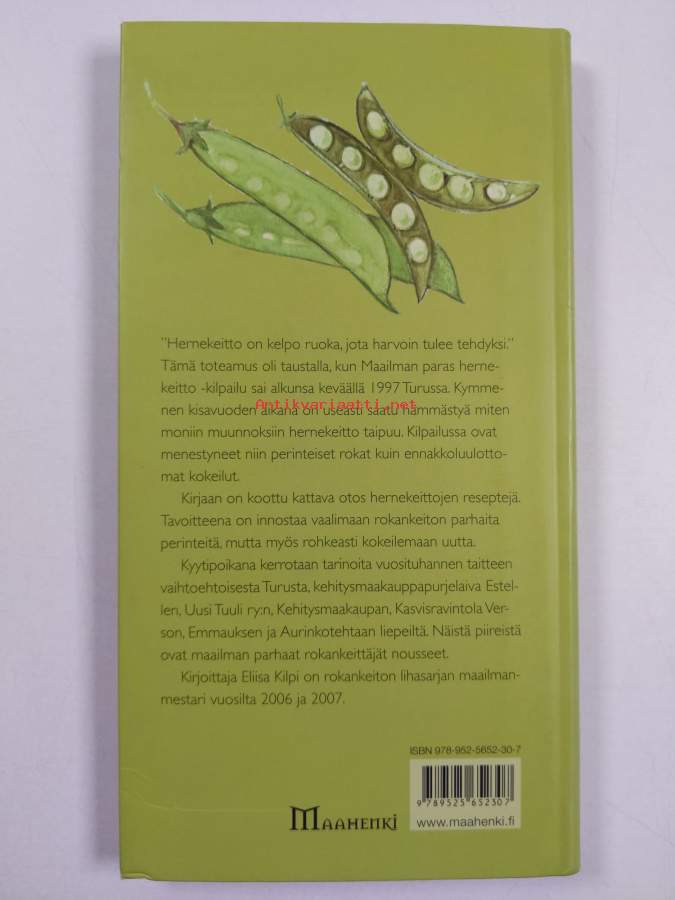 "Hernekeitto on kelpo ruoka, jota harvoin tulee tehdyksi."
Tämä toteamus oli taustalla, kun Maailman paras herne-
keitto -kilpailu sai alkunsa keväällä 1997 Turussa. Kymme-
Antikvariaatti.net
nen kisavuoden aikana on useasti saatu hämmästyä miten
moniin muunnoksiin hernekeitto taipuu. Kilpailussa ovat
menestyneet niin perinteiset rokat kuin ennakkoluulotto-
mat kokeilut.
Kirjaan on koottu kattava otos hernekeittojen reseptejä.
Tavoitteena on innostaa vaalimaan rokankeiton parhaita
perinteitä, mutta myös rohkeasti kokeilemaan uutta.
Kyytipoikana kerrotaan tarinoita vuosituhannen taitteen
vaihtoehtoisesta Turusta, kehitysmaakauppapurjelaiva Estel-
len, Uusi Tuuli ry:n, Kehitysmaakaupan, Kasvisravintola Ver-
son, Emmauksen ja Aurinkotehtaan liepeiltä. Näistä piireistä
ovat maailman parhaat rokankeittäjät nousseet.
Kirjoittaja Eliisa Kilpi on rokankeiton lihasarjan maailman-
mestari vuosilta 2006 ja 2007.
ISBN 978-952-5652-30-7
9 789525 652307
MAAHENKI
www.maahenki.fi